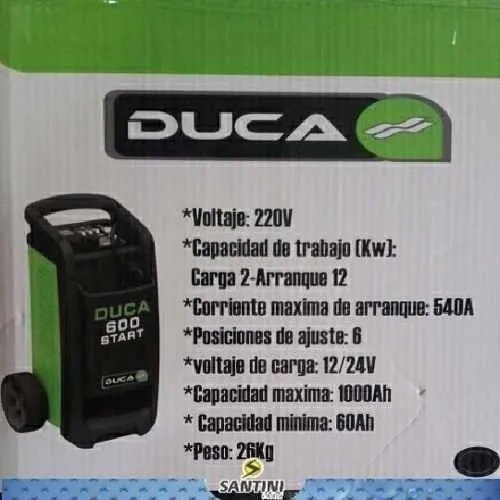 DUCA
*Voltaje: 220V
*Capacidad de trabajo (Kw):
Carga 2-Arranque 12
*Corriente maxima de arranque: 540A
*Posiciones de ajuste: 6
*voltaje de carga: 12/24V
*Capacidad maxima: 1000Ah
* Capacidad minima: 60Ah
*Peso: 26Kg
DUCA
600
START
DUCA
SANTINI